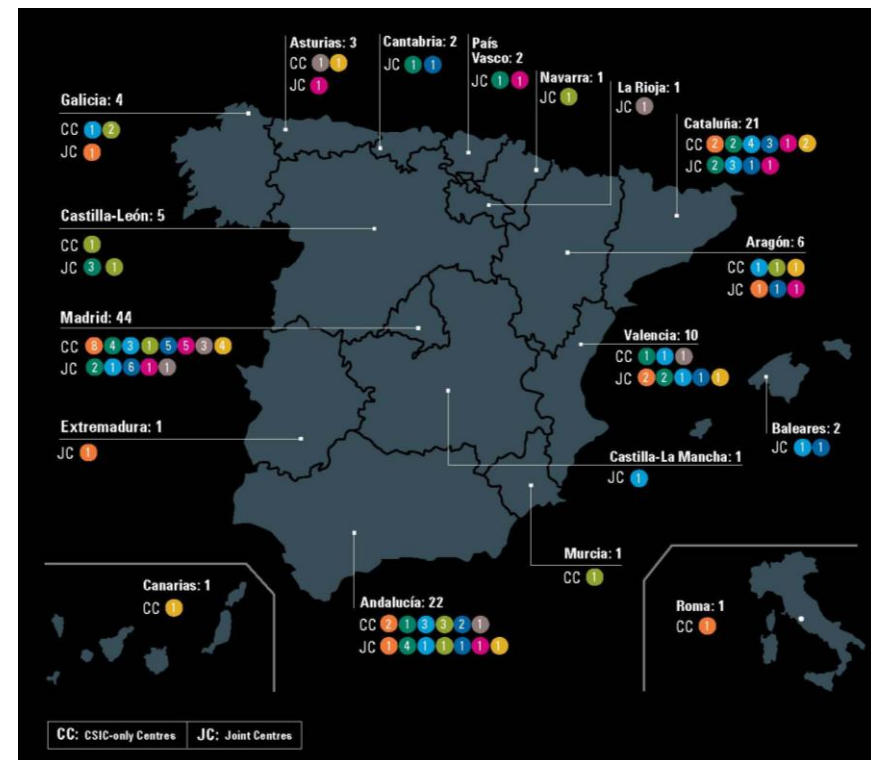 Asturias: 3
CC 1 1
JC 1
Cantabria: 2
JC 1 1
País
Vasco: 2
JC 1 1
Navarra: 1
JC 1
La Rioja: 1
JC 1
Galicia: 4
CC 1 2
JC 1
Cataluña: 21
CC 2 2 4 3 1 2
JC 2 3 1 1
Castilla-León: 5
CC 1
JC 3 1
Aragón: 6
CC 1 1 1
JC 1 1 1
Madrid: 44
CC 8 4 3 1 5 5 3 4
JC 2 1 6 1 1
Valencia: 10
CC 1 1 1
JC 2 2 1 1 1
Extremadura: 1
JC 1
Baleares: 2
JC 1 1
Castilla-La Mancha: 1
JC 1
Murcia: 1
CC 1
Canarias: 1
CC 1
Andalucía: 22
CC 2 1 3 3 2 1
JC 1 4 1 1 1 1 1
Roma: 1
CC 1
CC: CSIC-only Centres JC: Joint Centres